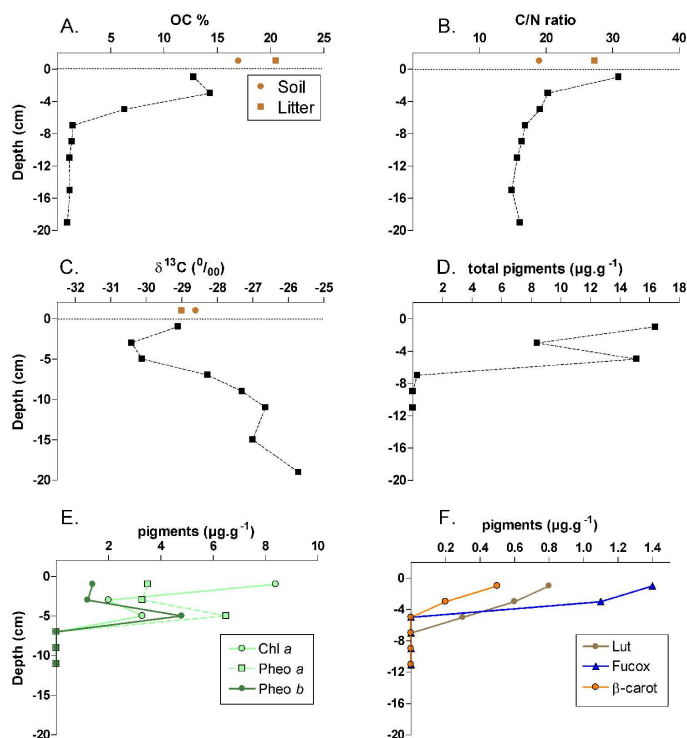 A.
OC %
0 5 10 15 20 25
0
-4
-8
-12
-16
-20
Depth (cm)
Soil
Litter
B.
C/N ratio
10 20 30 40
0
-4
-8
-12
-16
-20
C.
δ¹³C (⁰/₀₀)
-32 -31 -30 -29 -28 -27 -26 -25
0
-5
-10
-15
-20
Depth (cm)
D.
total pigments (µg.g⁻¹)
2 4 6 8 10 12 14 16 18
0
-4
-8
-12
-16
-20
E.
pigments (µg.g⁻¹)
2 4 6 8 10
0
-5
-10
-15
-20
Depth (cm)
Chl a
Pheo a
Pheo b
F.
pigments (µg.g⁻¹)
0.2 0.4 0.6 0.8 1.0 1.2 1.4
0
-4
-8
-12
-16
-20
Lut
Fucox
β-carot